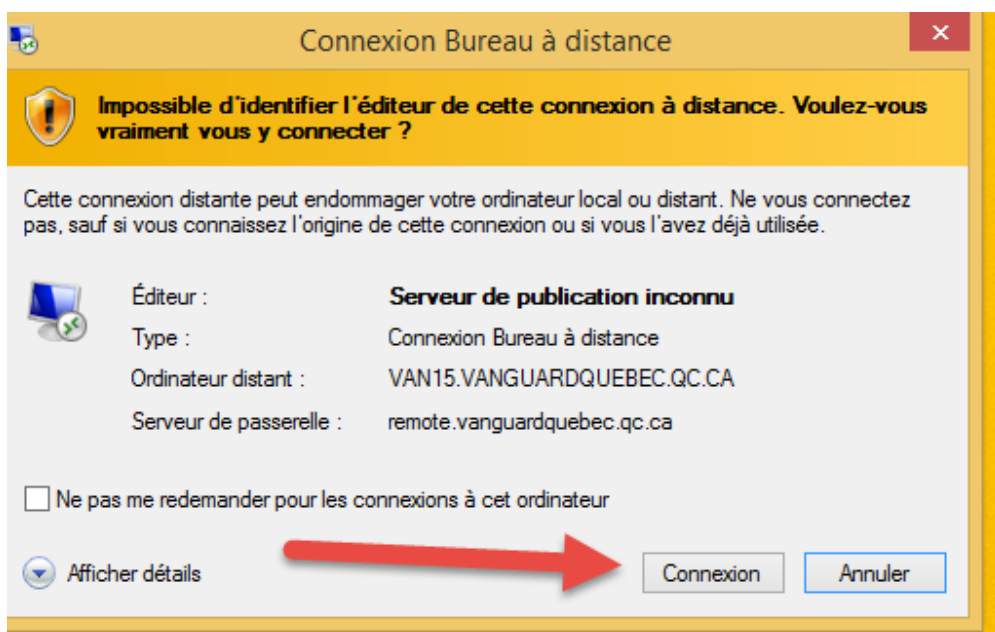 Connexion Bureau à distance
Impossible d'identifier l'éditeur de cette connexion à distance. Voulez-vous
vraiment vous y connecter ?
Cette connexion distante peut endommager votre ordinateur local ou distant. Ne vous connectez
pas, sauf si vous connaissez l'origine de cette connexion ou si vous l'avez déjà utilisée.
Éditeur : Serveur de publication inconnu
Type : Connexion Bureau à distance
Ordinateur distant : VAN15.VANGUARDQUEBEC.QC.CA
Serveur de passerelle : remote.vanguardquebec.qc.ca
Ne pas me redemander pour les connexions à cet ordinateur
Afficher détails Connexion Annuler